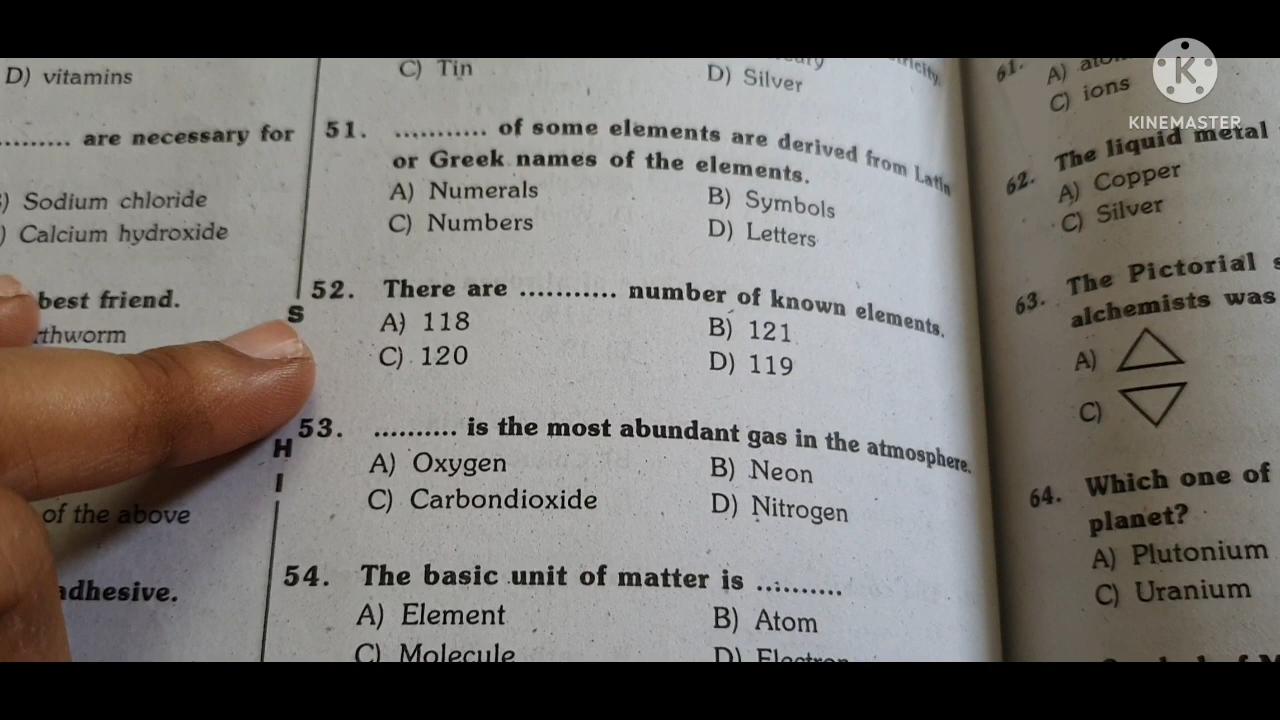 D) vitamins
.......... are necessary for
) Sodium chloride
) Calcium hydroxide
best friend.
rthworm
of the above
adhesive.
S
H
I
C) Tin
D) Silver
51. ........... of some elements are derived from Latin
or Greek names of the elements.
A) Numerals B) Symbols
C) Numbers D) Letters
52. There are ........... number of known elements.
A) 118 B) 121
C) 120 D) 119
53. .......... is the most abundant gas in the atmosphere.
A) Oxygen B) Neon
C) Carbondioxide D) Nitrogen
54. The basic unit of matter is ..........
A) Element B) Atom
C) Molecule D) Electron
61.
A)
C) ions
62. The liquid metal
A) Copper
C) Silver
63. The Pictorial s
alchemists was
A)
C)
64. Which one of
planet?
A) Plutonium
C) Uranium
K
KINEMASTER